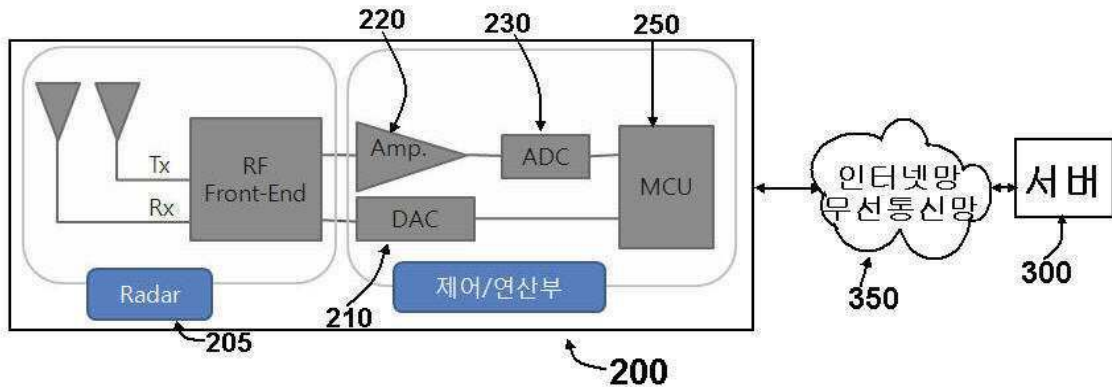 220
230
250
Amp.
ADC
Tx
RF
Front-End
Rx
MCU
DAC
인터넷망
무선통신망
서버
Radar
제어/연산부
205
210
200
350
300